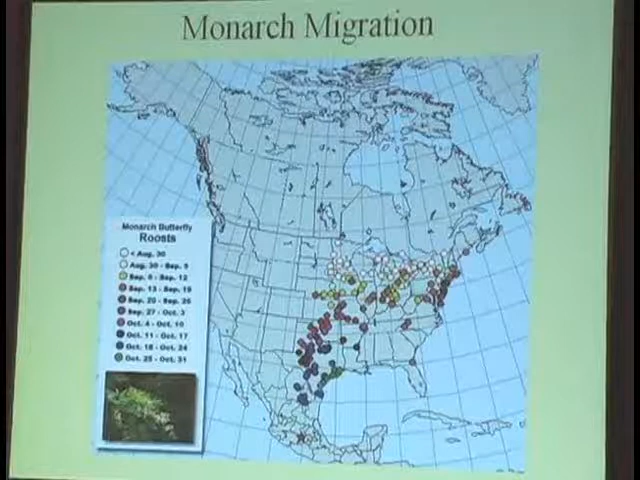 Monarch Migration
Monarch Butterfly
Roosts
< Aug. 30
Aug. 30 - Sep. 5
Sep. 6 - Sep. 12
Sep. 13 - Sep. 19
Sep. 20 - Sep. 26
Sep. 27 - Oct. 3
Oct. 4 - Oct. 10
Oct. 11 - Oct. 17
Oct. 18 - Oct. 24
Oct. 25 - Oct. 31